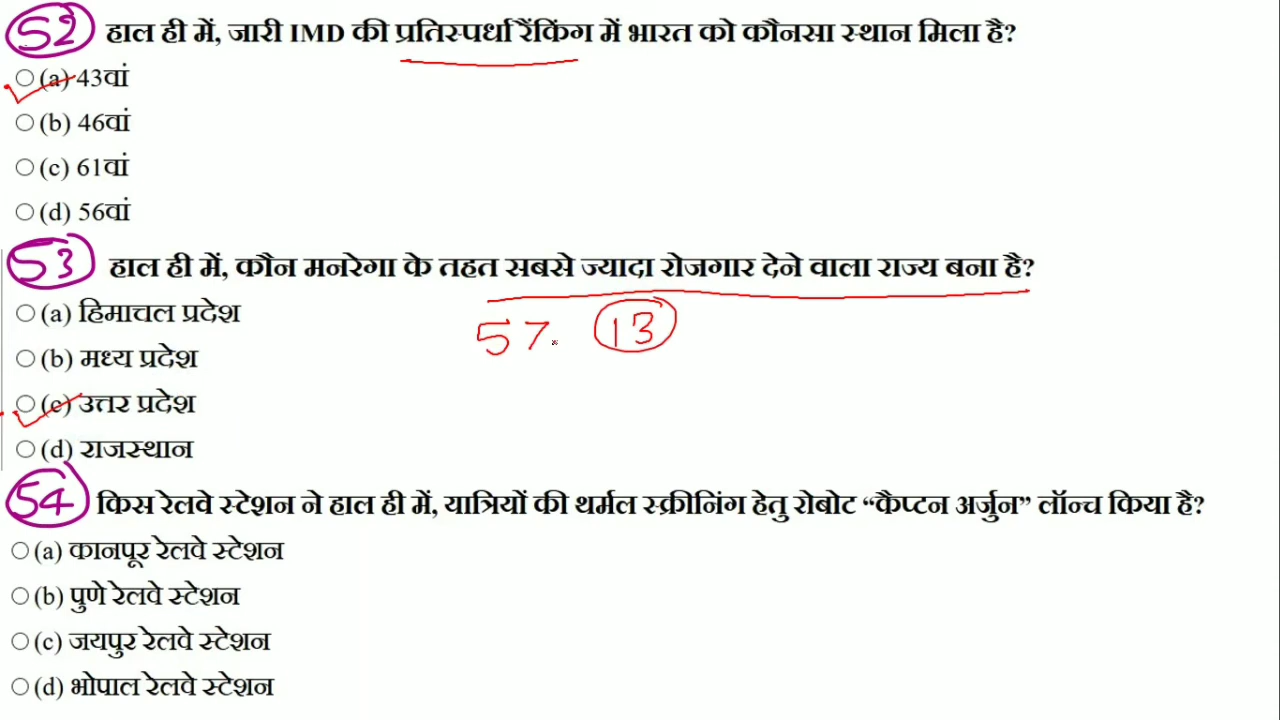 52 हाल ही में, जारी IMD की प्रतिस्पर्धा रैंकिंग में भारत को कौनसा स्थान मिला है?
(a) 43वां
(b) 46वां
(c) 61वां
(d) 56वां
53 हाल ही में, कौन मनरेगा के तहत सबसे ज्यादा रोजगार देने वाला राज्य बना है?
(a) हिमाचल प्रदेश
57 13
(b) मध्य प्रदेश
(c) उत्तर प्रदेश
(d) राजस्थान
54 किस रेलवे स्टेशन ने हाल ही में, यात्रियों की थर्मल स्क्रीनिंग हेतु रोबोट “कैप्टन अर्जुन” लॉन्च किया है?
(a) कानपूर रेलवे स्टेशन
(b) पुणे रेलवे स्टेशन
(c) जयपुर रेलवे स्टेशन
(d) भोपाल रेलवे स्टेशन